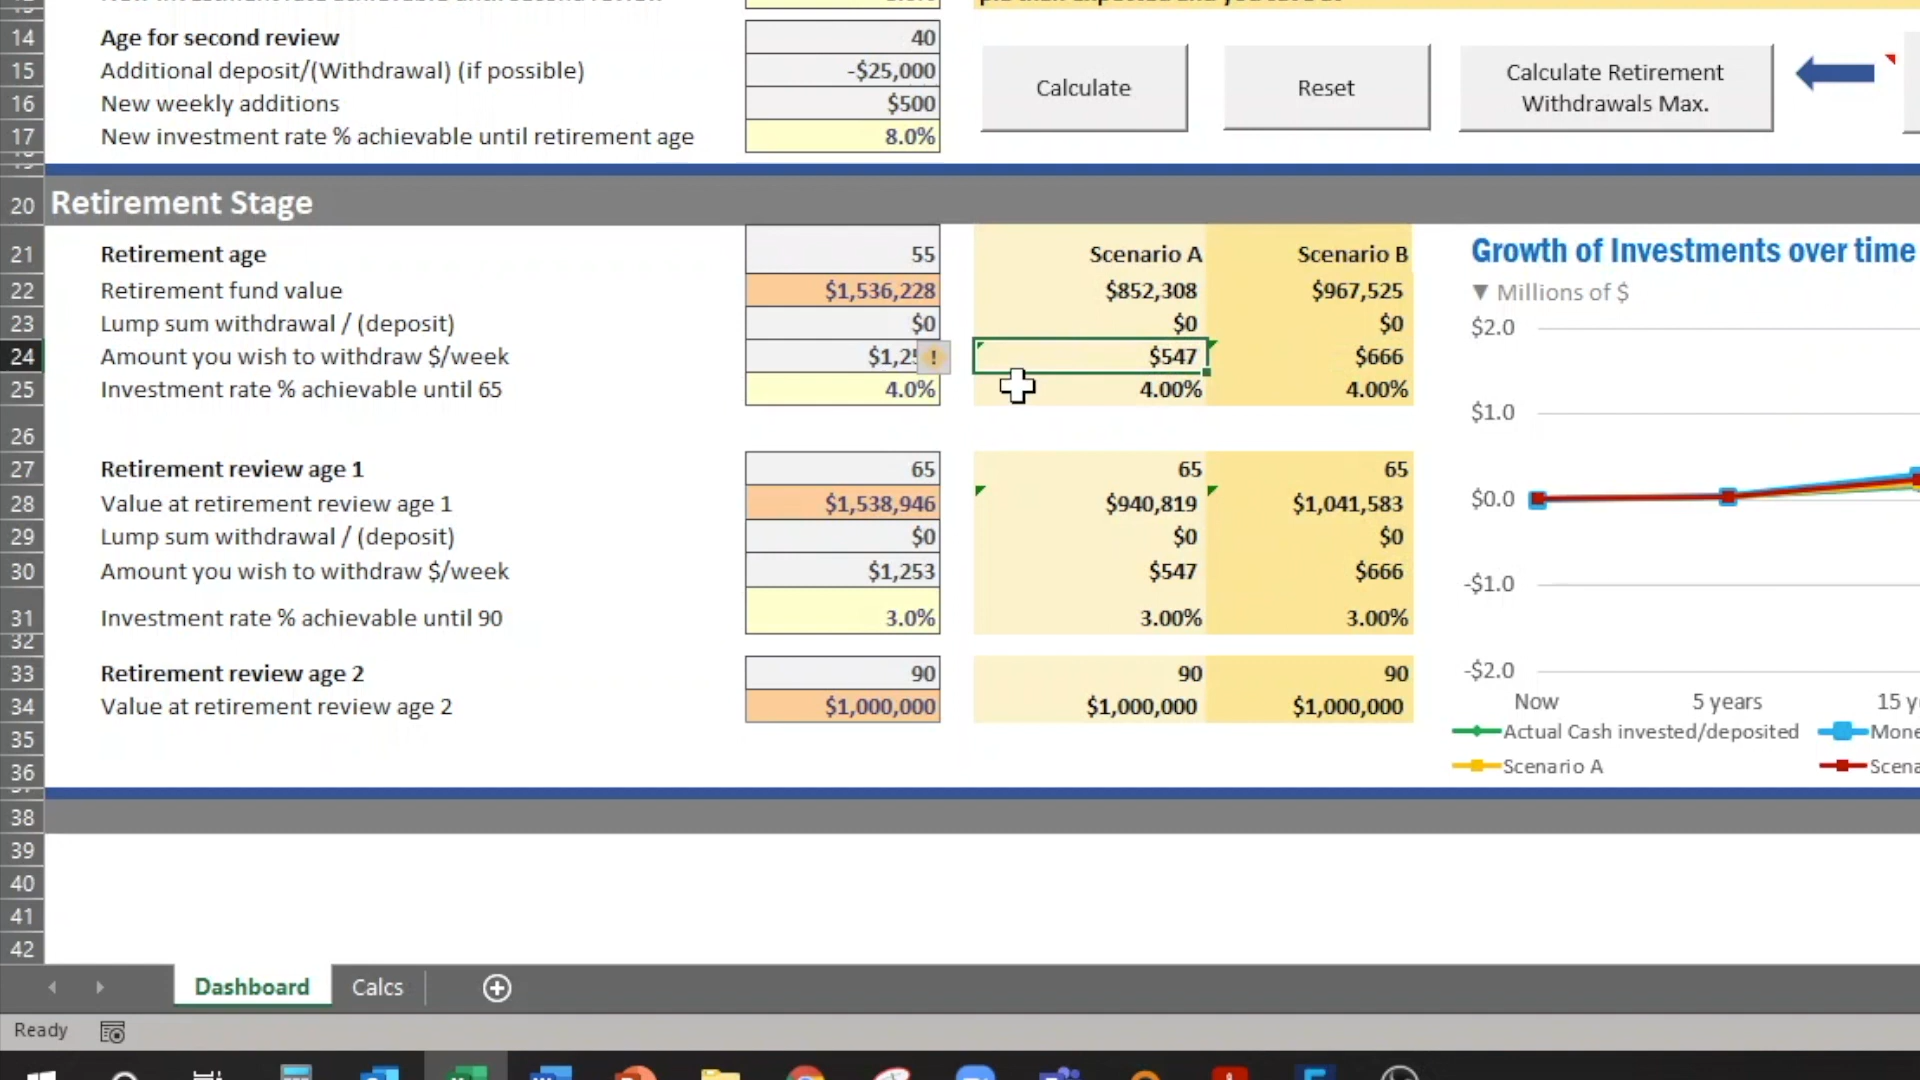 14 Age for second review 40
15 Additional deposit/(Withdrawal) (if possible) -$25,000
16 New weekly additions $500
17 New investment rate % achievable until retirement age 8.0%
Calculate
Reset
Calculate Retirement
Withdrawals Max.
20 Retirement Stage
21 Retirement age 55 Scenario A Scenario B
22 Retirement fund value $1,536,228 $852,308 $967,525
23 Lump sum withdrawal / (deposit) $0 $0 $0
24 Amount you wish to withdraw $/week $1,25 $547 $666
25 Investment rate % achievable until 65 4.0% 4.00% 4.00%
26
27 Retirement review age 1 65 65 65
28 Value at retirement review age 1 $1,538,946 $940,819 $1,041,583
29 Lump sum withdrawal / (deposit) $0 $0 $0
30 Amount you wish to withdraw $/week $1,253 $547 $666
31 Investment rate % achievable until 90 3.0% 3.00% 3.00%
32
33 Retirement review age 2 90 90 90
34 Value at retirement review age 2 $1,000,000 $1,000,000 $1,000,000
35
36
38
39
40
41
42
Growth of Investments over time
▼ Millions of $
$2.0
$1.0
$0.0
-$1.0
-$2.0
Now 5 years 15 y
Actual Cash invested/deposited Mone
Scenario A Scena
Dashboard Calcs
Ready